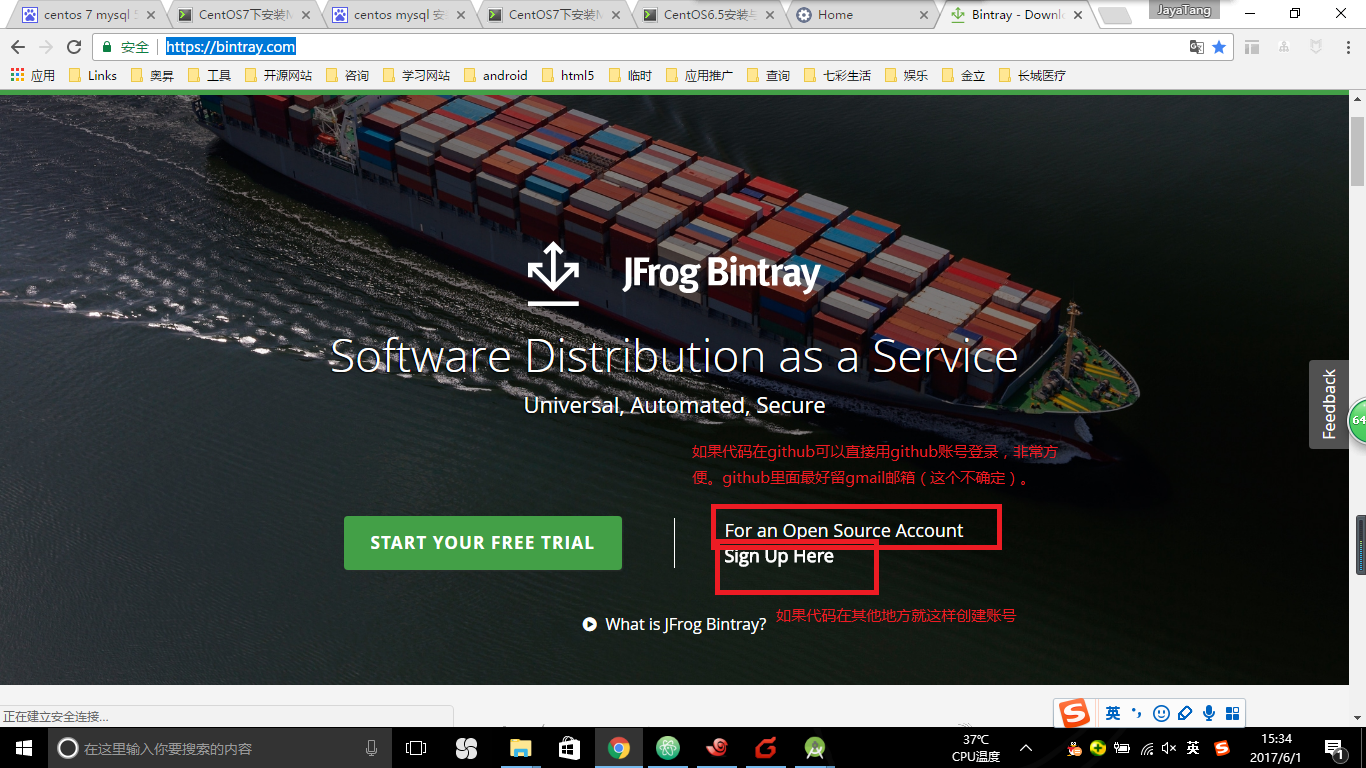 centos 7 mysql 5
CentOS7下安装M
centos mysql 安
CentOS7下安装M
CentOS6.5安装与
Home
Bintray - Downlo
JayaTang
安全
https://bintray.com
应用
Links
奥昇
工具
开源网站
咨询
学习网站
android
html5
临时
应用推广
查询
七彩生活
娱乐
金立
长城医疗
JFrog Bintray
Software Distribution as a Service
Universal, Automated, Secure
如果代码在github可以直接用github账号登录，非常方
便。github里面最好留gmail邮箱（这个不确定）。
START YOUR FREE TRIAL
For an Open Source Account
Sign Up Here
如果代码在其他地方就这样创建账号
What is JFrog Bintray?
Feedback
64
正在建立安全连接...
英
在这里输入你要搜索的内容
37℃
CPU温度
英
15:34
2017/6/1
1